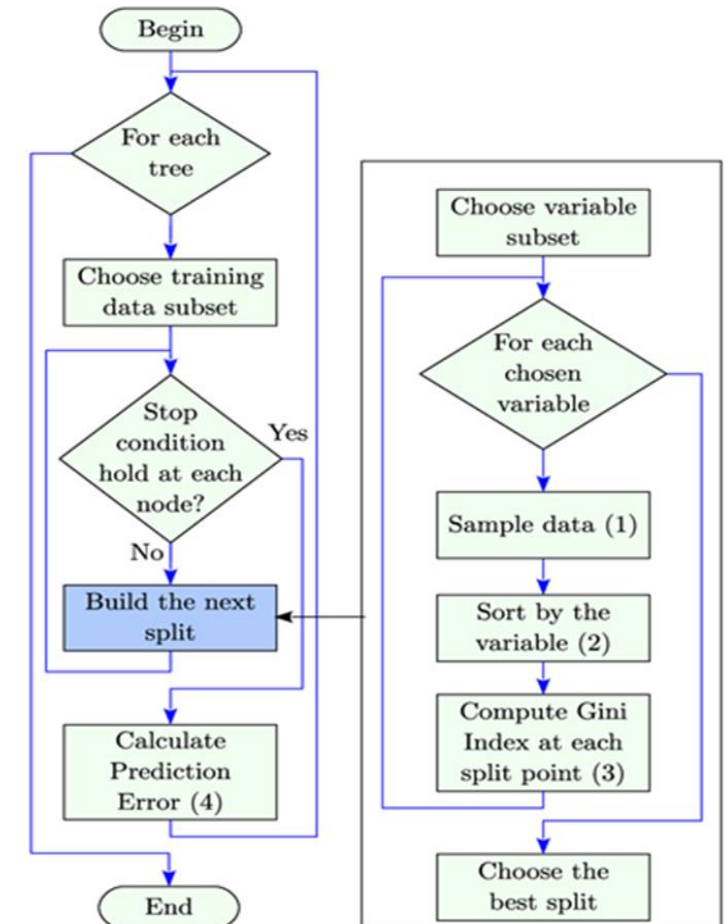 Begin
For each
tree
Choose training
data subset
Stop
condition
hold at each
node?
Yes
No
Build the next
split
Calculate
Prediction
Error (4)
End
Choose variable
subset
For each
chosen
variable
Sample data (1)
Sort by the
variable (2)
Compute Gini
Index at each
split point (3)
Choose the
best split